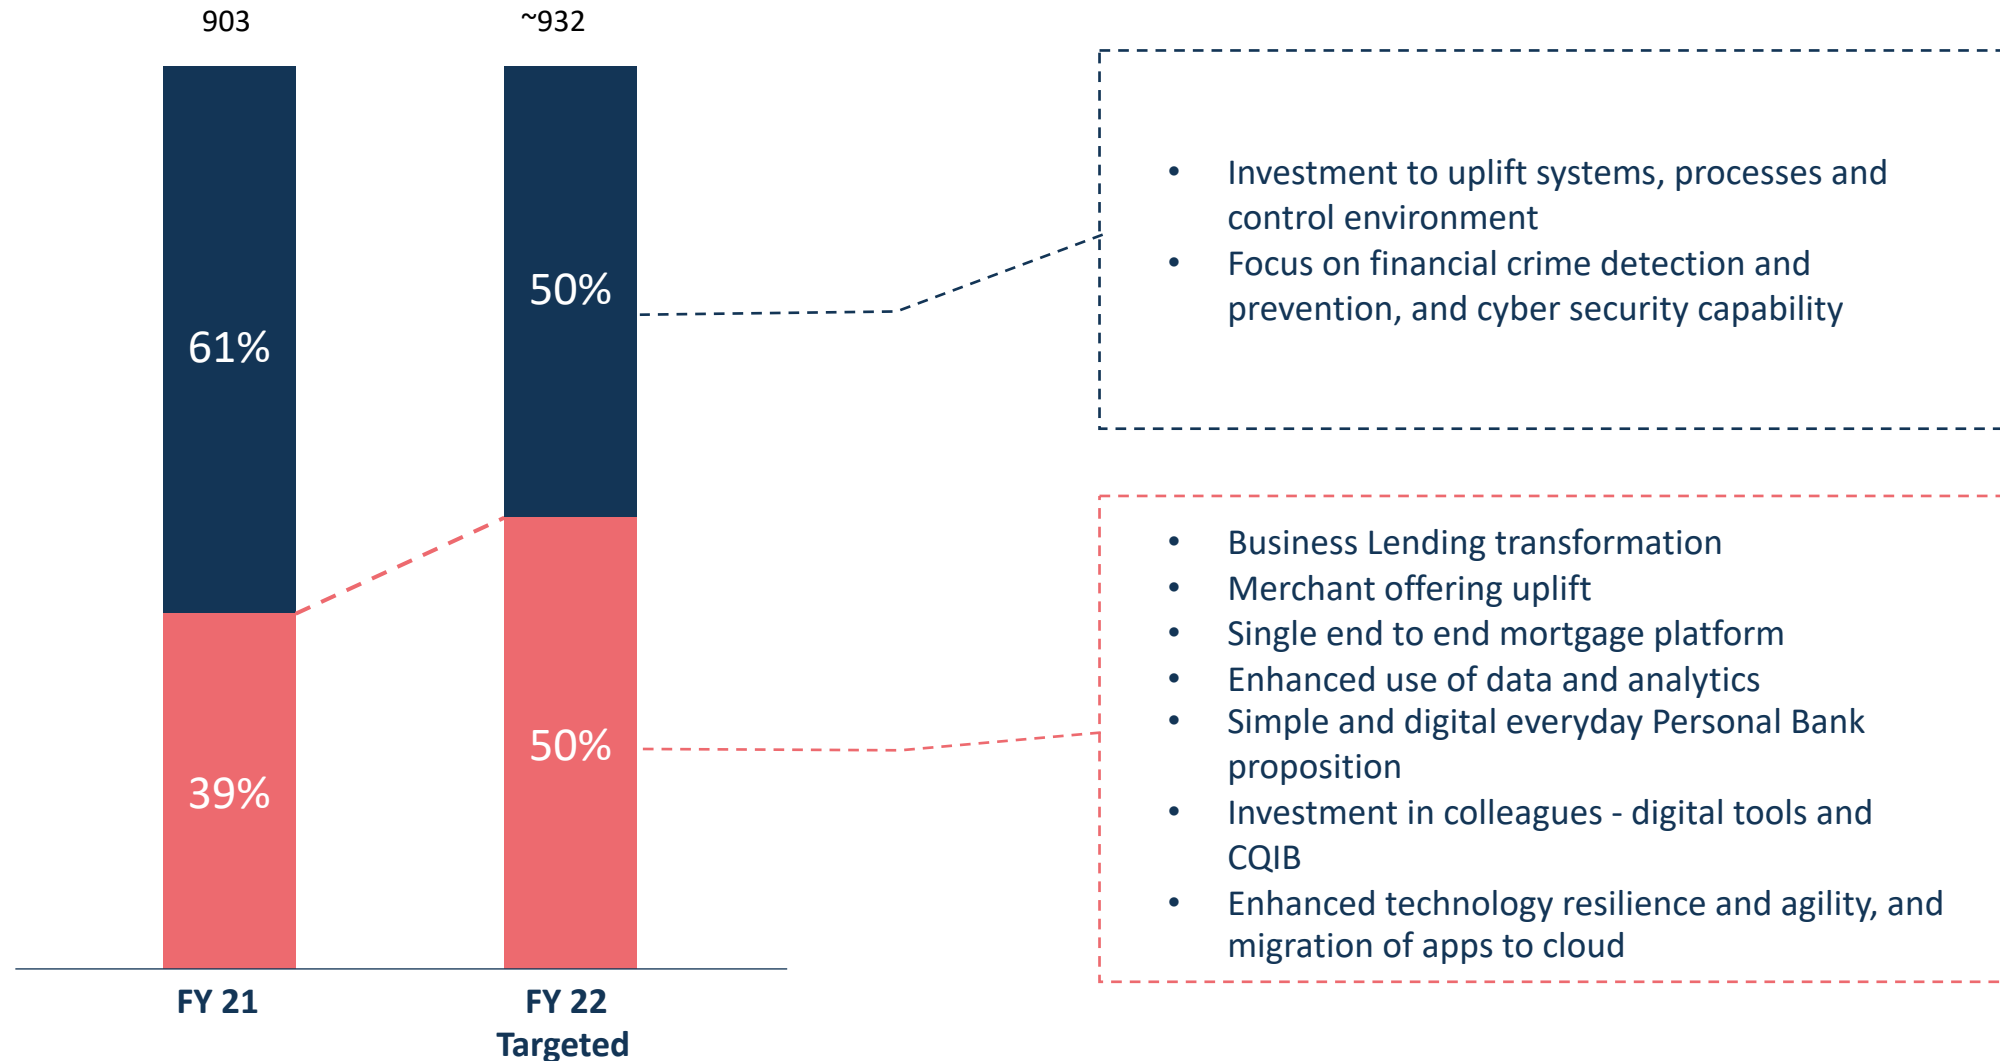 903
~932
61%
50%
39%
50%
FY 21
FY 22
Targeted
• Investment to uplift systems, processes and
control environment
• Focus on financial crime detection and
prevention, and cyber security capability
• Business Lending transformation
• Merchant offering uplift
• Single end to end mortgage platform
• Enhanced use of data and analytics
• Simple and digital everyday Personal Bank
proposition
• Investment in colleagues - digital tools and
CQIB
• Enhanced technology resilience and agility, and
migration of apps to cloud